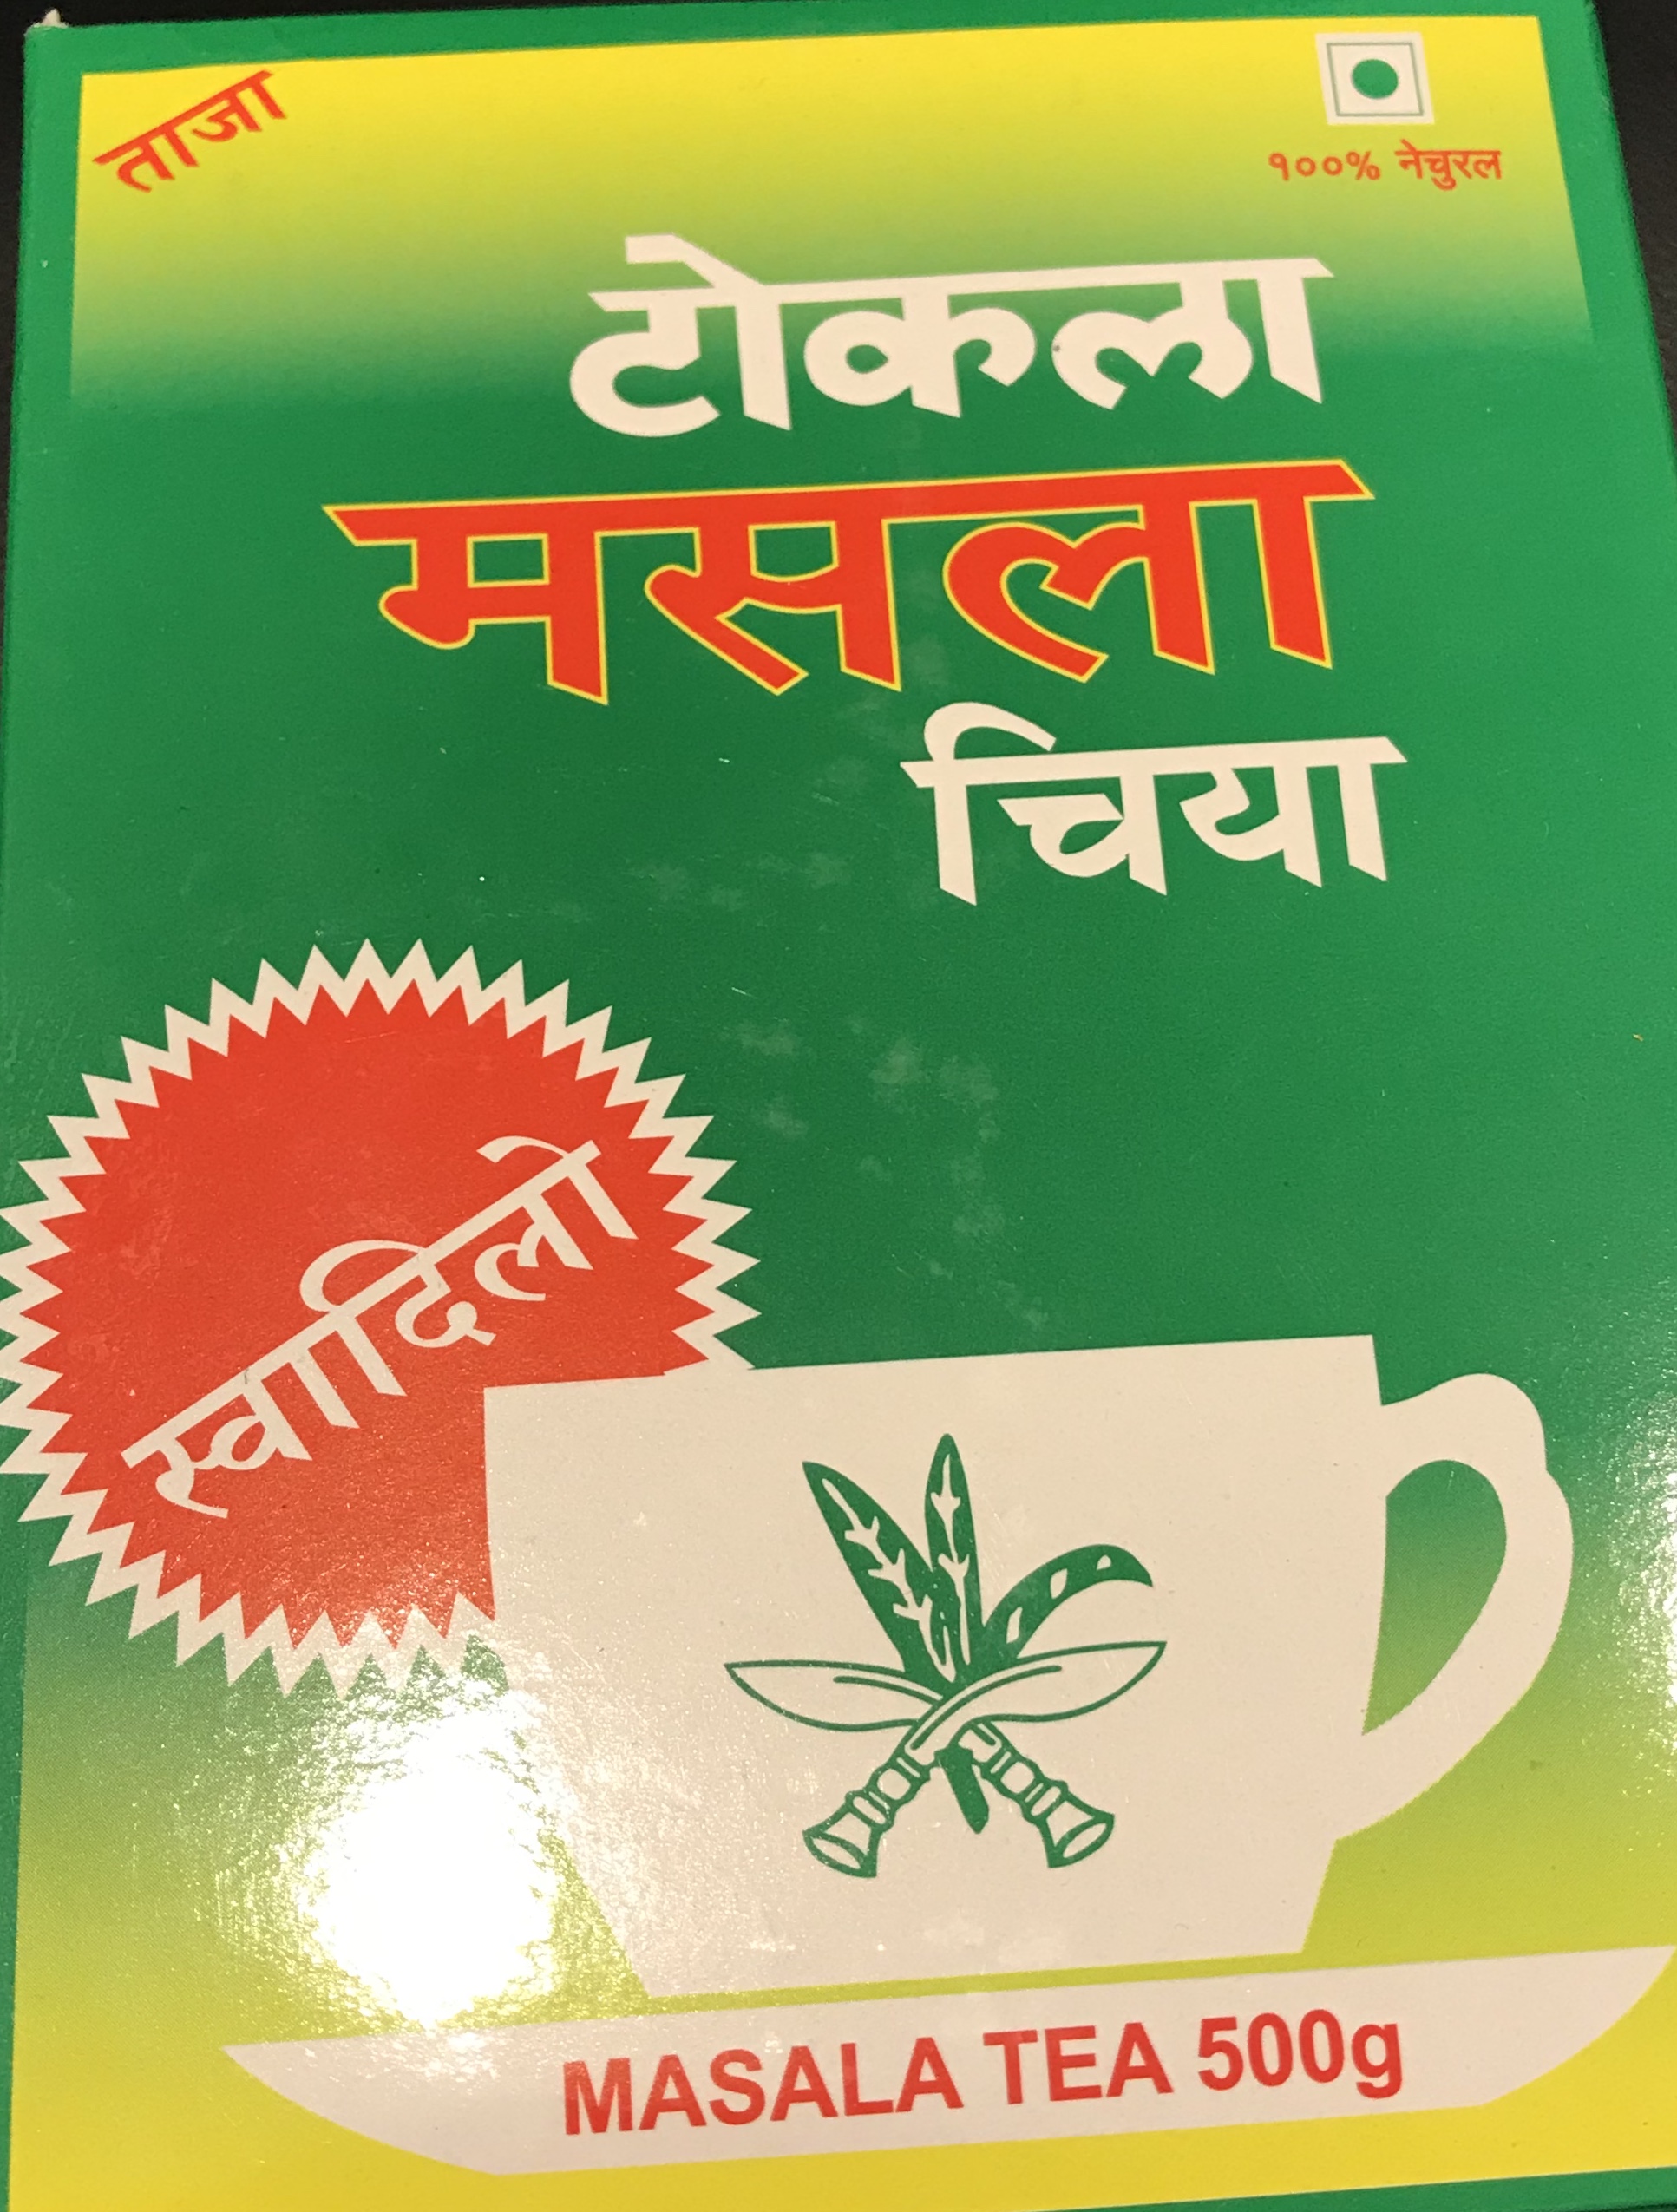 ताजा
१००% नेचुरल
टोकला
मसला
चिया
स्वादिलो
MASALA TEA 500g